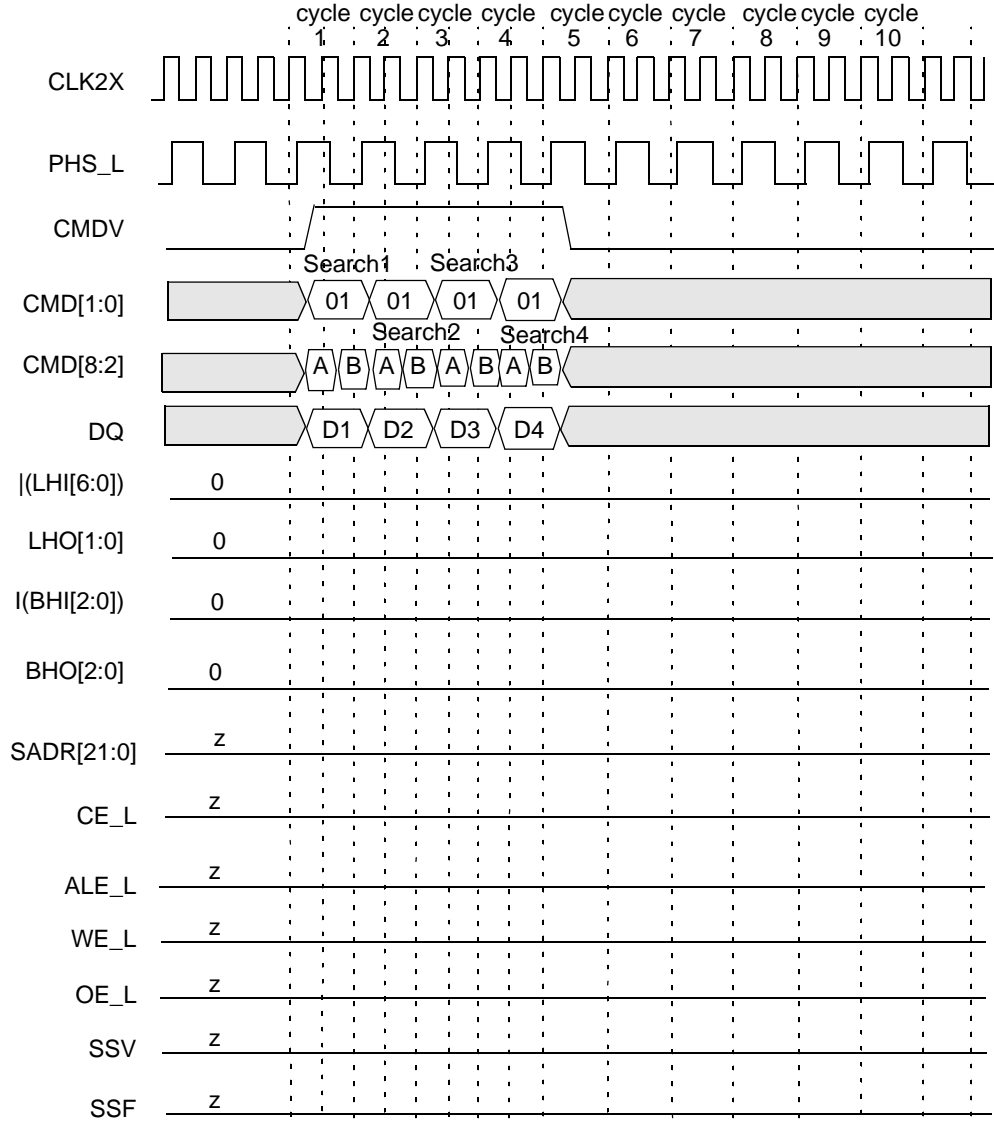 cycle cycle cycle cycle cycle cycle cycle cycle cycle cycle
1 2 3 4 5 6 7 8 9 10
CLK2X
PHS_L
CMDV
Search1 Search3
CMD[1:0] 01 01 01 01
Search2 Search4
CMD[8:2] A B A B A B A B
DQ D1 D2 D3 D4
|(LHI[6:0]) 0
LHO[1:0] 0
I(BHI[2:0]) 0
BHO[2:0] 0
SADR[21:0] z
CE_L z
ALE_L z
WE_L z
OE_L z
SSV z
SSF z